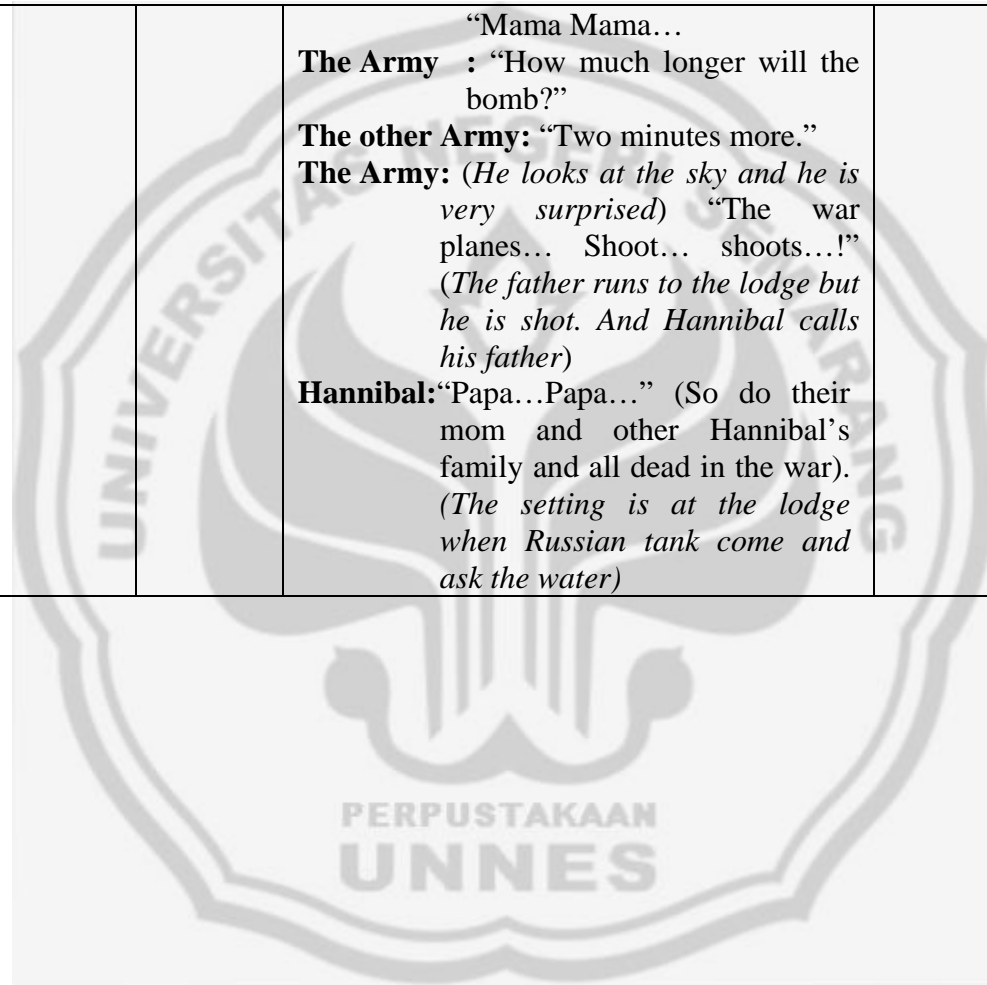 “Mama Mama…
The Army : “How much longer will the
bomb?”
The other Army: “Two minutes more.”
The Army: (He looks at the sky and he is
very surprised) “The war
planes… Shoot… shoots…!”
(The father runs to the lodge but
he is shot. And Hannibal calls
his father)
Hannibal:“Papa…Papa…” (So do their
mom and other Hannibal’s
family and all dead in the war).
(The setting is at the lodge
when Russian tank come and
ask the water)
UNIVERSITAS NEGERI SEMARANG
PERPUSTAKAAN
UNNES